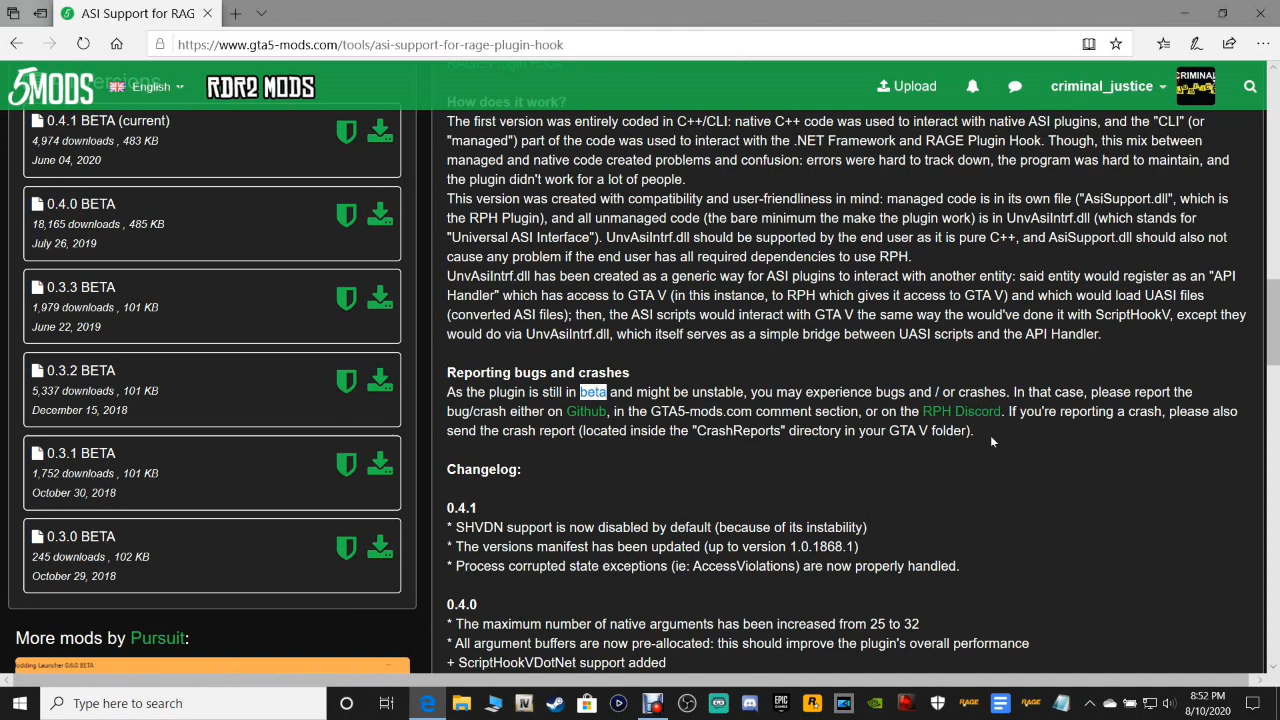 ASI Support for RAG
https://www.gta5-mods.com/tools/asi-support-for-rage-plugin-hook
5MODS
English
RDR2 MODS
Upload
criminal_justice
CRIMINAL
0.4.1 BETA (current)
4,974 downloads , 483 KB
June 04, 2020
0.4.0 BETA
18,165 downloads , 485 KB
July 26, 2019
0.3.3 BETA
1,979 downloads , 101 KB
June 22, 2019
0.3.2 BETA
5,337 downloads , 101 KB
December 15, 2018
0.3.1 BETA
1,752 downloads , 101 KB
October 30, 2018
0.3.0 BETA
245 downloads , 102 KB
October 29, 2018
More mods by Pursuit:
How does it work?
The first version was entirely coded in C++/CLI: native C++ code was used to interact with native ASI plugins, and the "CLI" (or
"managed") part of the code was used to interact with the .NET Framework and RAGE Plugin Hook. Though, this mix between
managed and native code created problems and confusion: errors were hard to track down, the program was hard to maintain, and
the plugin didn't work for a lot of people.
This version was created with compatibility and user-friendliness in mind: managed code is in its own file ("AsiSupport.dll", which is
the RPH Plugin), and all unmanaged code (the bare minimum the make the plugin work) is in UnvAsiIntrf.dll (which stands for
"Universal ASI Interface"). UnvAsiIntrf.dll should be supported by the end user as it is pure C++, and AsiSupport.dll should also not
cause any problem if the end user has all required dependencies to use RPH.
UnvAsiIntrf.dll has been created as a generic way for ASI plugins to interact with another entity: said entity would register as an "API
Handler" which has access to GTA V (in this instance, to RPH which gives it access to GTA V) and which would load UASI files
(converted ASI files); then, the ASI scripts would interact with GTA V the same way the would've done it with ScriptHookV, except they
would do via UnvAsiIntrf.dll, which itself serves as a simple bridge between UASI scripts and the API Handler.
Reporting bugs and crashes
As the plugin is still in beta and might be unstable, you may experience bugs and / or crashes. In that case, please report the
bug/crash either on Github, in the GTA5-mods.com comment section, or on the RPH Discord. If you're reporting a crash, please also
send the crash report (located inside the "CrashReports" directory in your GTA V folder).
Changelog:
0.4.1
* SHVDN support is now disabled by default (because of its instability)
* The versions manifest has been updated (up to version 1.0.1868.1)
* Process corrupted state exceptions (ie: AccessViolations) are now properly handled.
0.4.0
* The maximum number of native arguments has been increased from 25 to 32
* All argument buffers are now pre-allocated: this should improve the plugin's overall performance
+ ScriptHookVDotNet support added
Type here to search
8:52 PM
8/10/2020